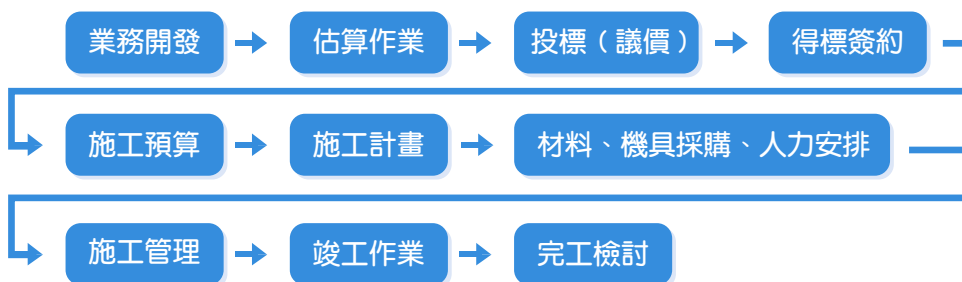 業務開發 估算作業 投標（議價） 得標簽約
施工預算 施工計畫 材料、機具採購、人力安排
施工管理 竣工作業 完工檢討